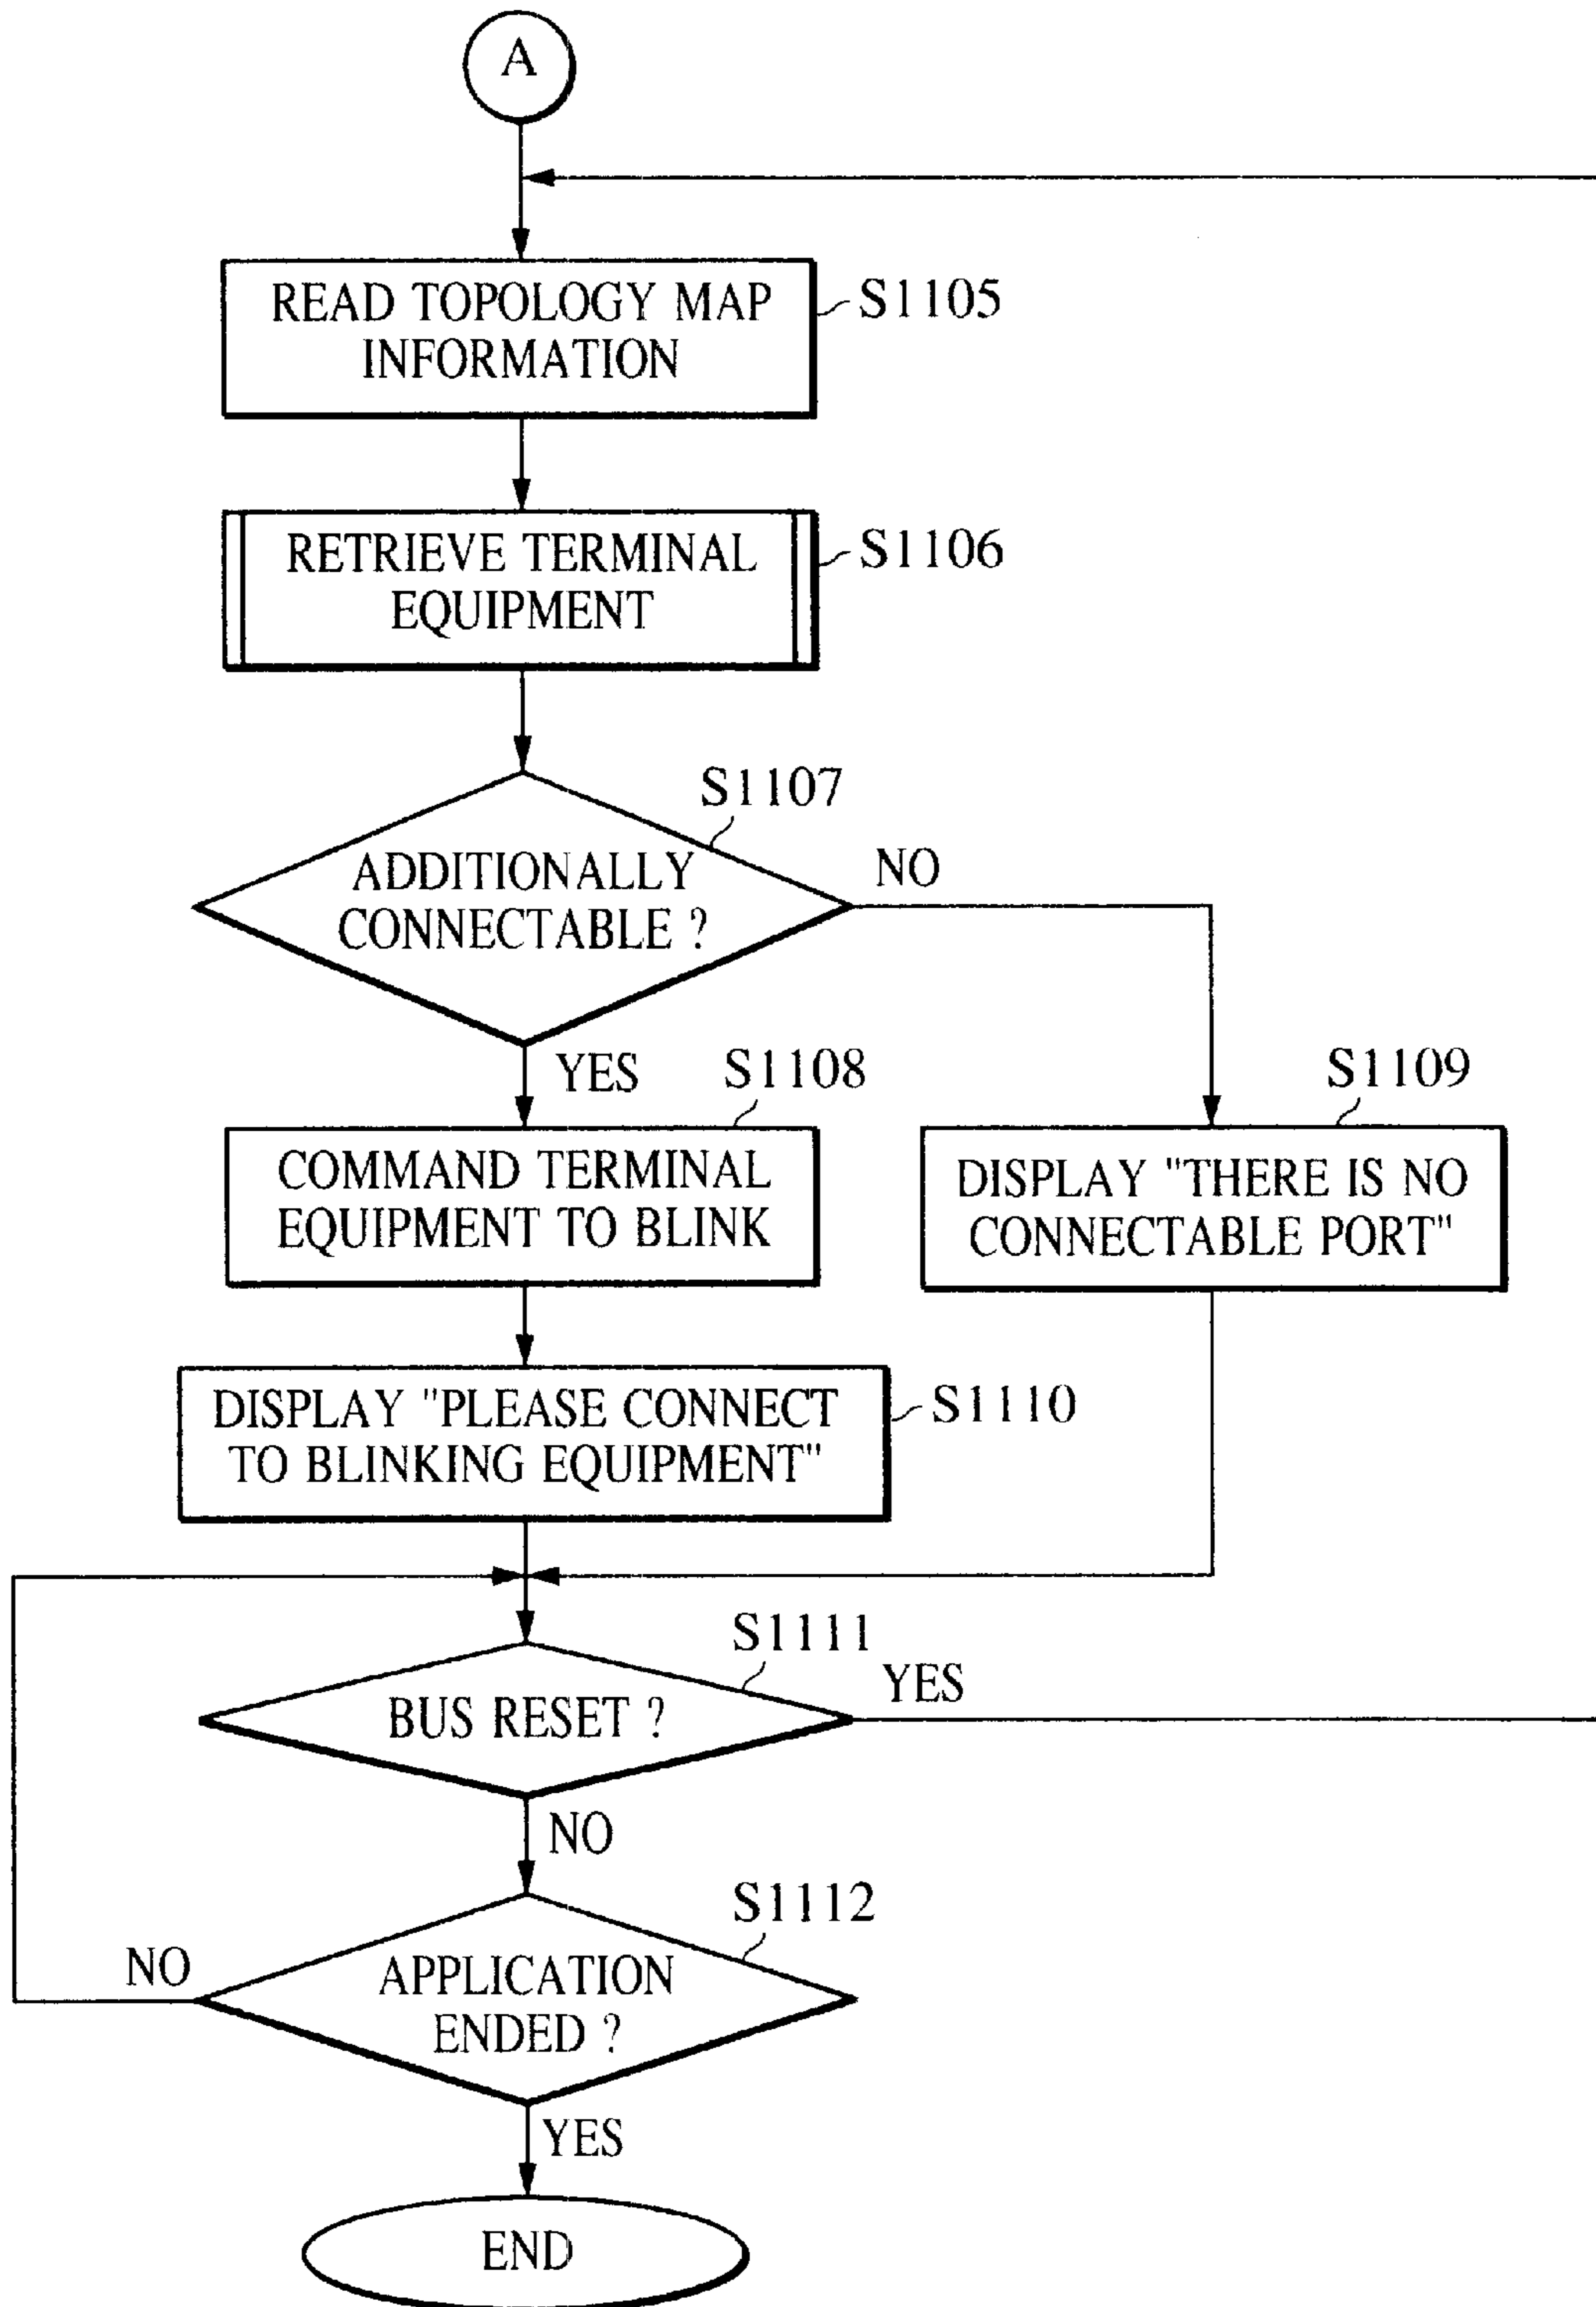 A
READ TOPOLOGY MAP
INFORMATION
S1105
RETRIEVE TERMINAL
EQUIPMENT
S1106
S1107
ADDITIONALLY
CONNECTABLE ?
NO
YES
S1108
S1109
COMMAND TERMINAL
EQUIPMENT TO BLINK
DISPLAY "THERE IS NO
CONNECTABLE PORT"
DISPLAY "PLEASE CONNECT
TO BLINKING EQUIPMENT"
S1110
S1111
BUS RESET ?
YES
NO
S1112
NO
APPLICATION
ENDED ?
YES
END